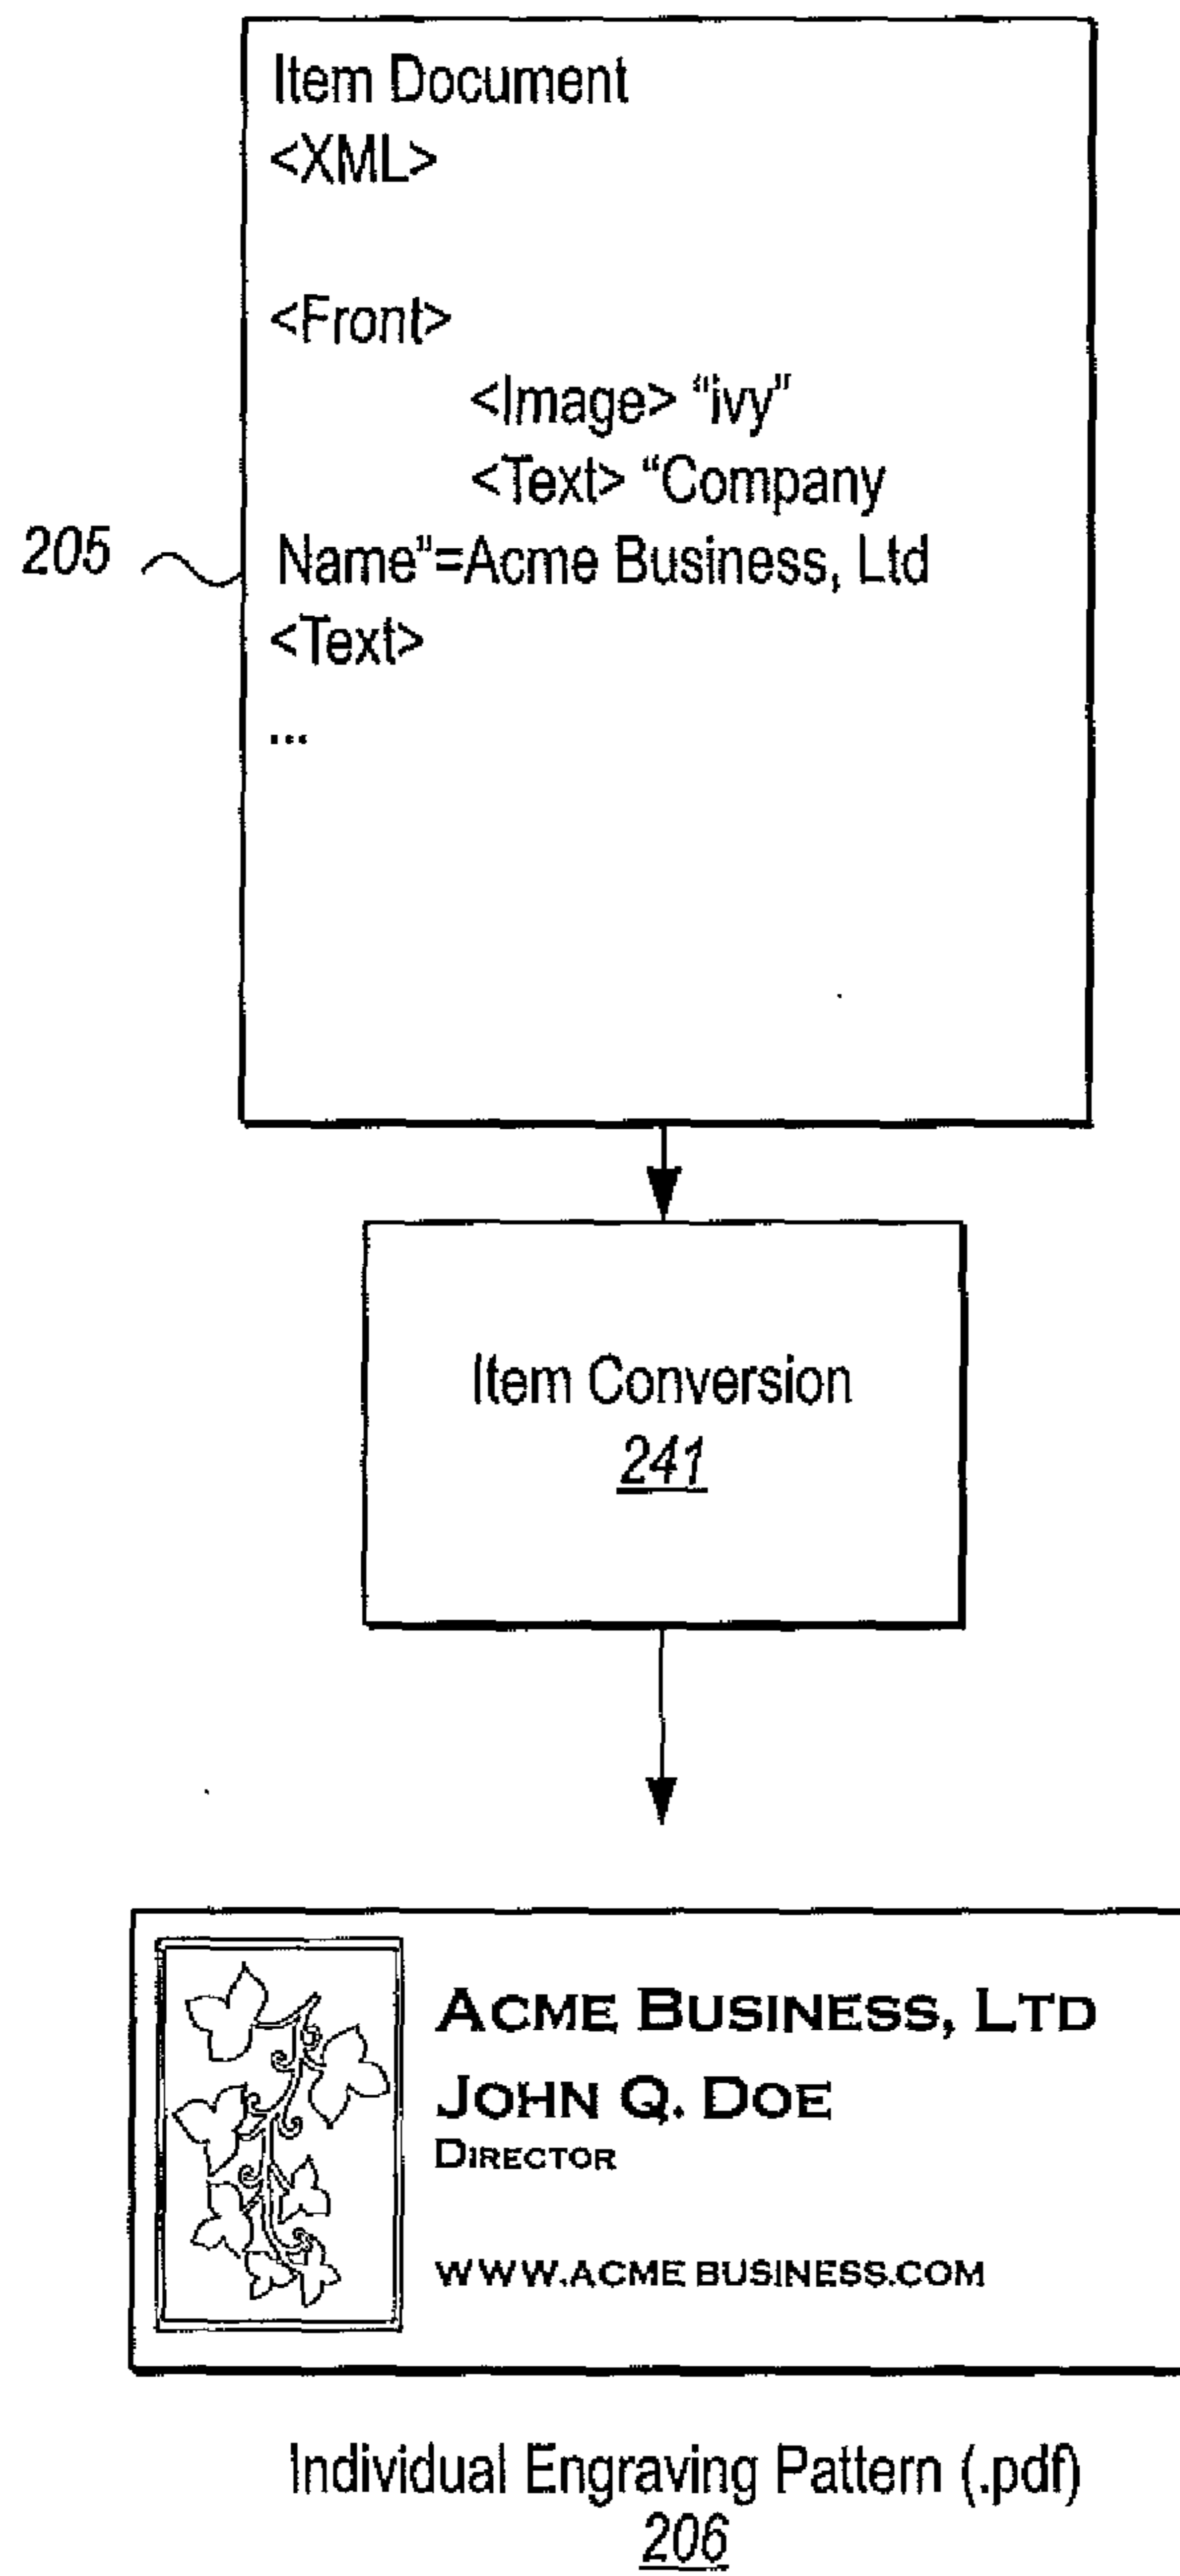 Item Document
<XML>
<Front>
<Image> “ivy”
<Text> “Company
205
Name”=Acme Business, Ltd
<Text>
...
Item Conversion
241
ACME BUSINESS, LTD
JOHN Q. DOE
DIRECTOR
WWW.ACME BUSINESS.COM
Individual Engraving Pattern (.pdf)
206